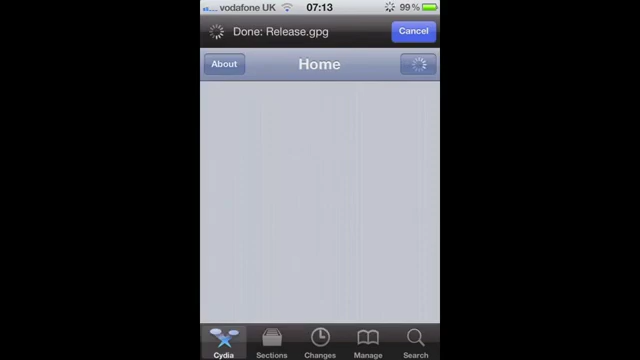 vodafone UK 07:13 99%
Done: Release.gpg Cancel
About Home
Cydia Sections Changes Manage Search